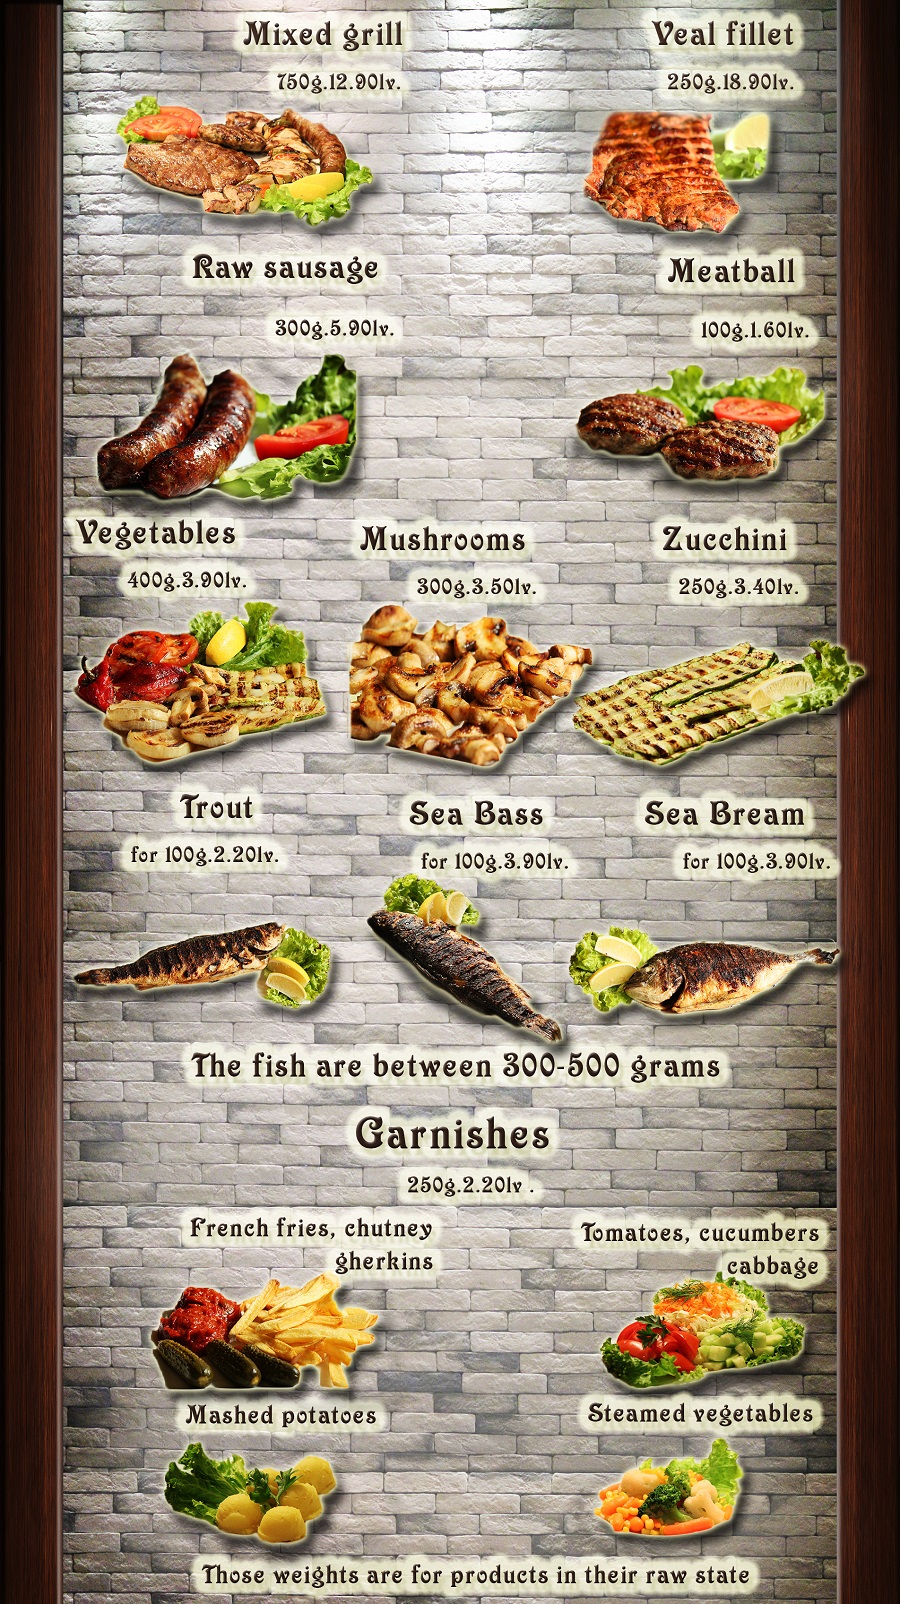 Mixed grill
750g.12.90lv.
Veal fillet
250g.18.90lv.
Raw sausage
300g.5.90lv.
Meatball
100g.1.60lv.
Vegetables
400g.3.90lv.
Mushrooms
300g.3.50lv.
Zucchini
250g.3.40lv.
Trout
for 100g.2.20lv.
Sea Bass
for 100g.3.90lv.
Sea Bream
for 100g.3.90lv.
The fish are between 300-500 grams
Garnishes
250g.2.20lv .
French fries, chutney
gherkins
Tomatoes, cucumbers
cabbage
Mashed potatoes
Steamed vegetables
Those weights are for products in their raw state